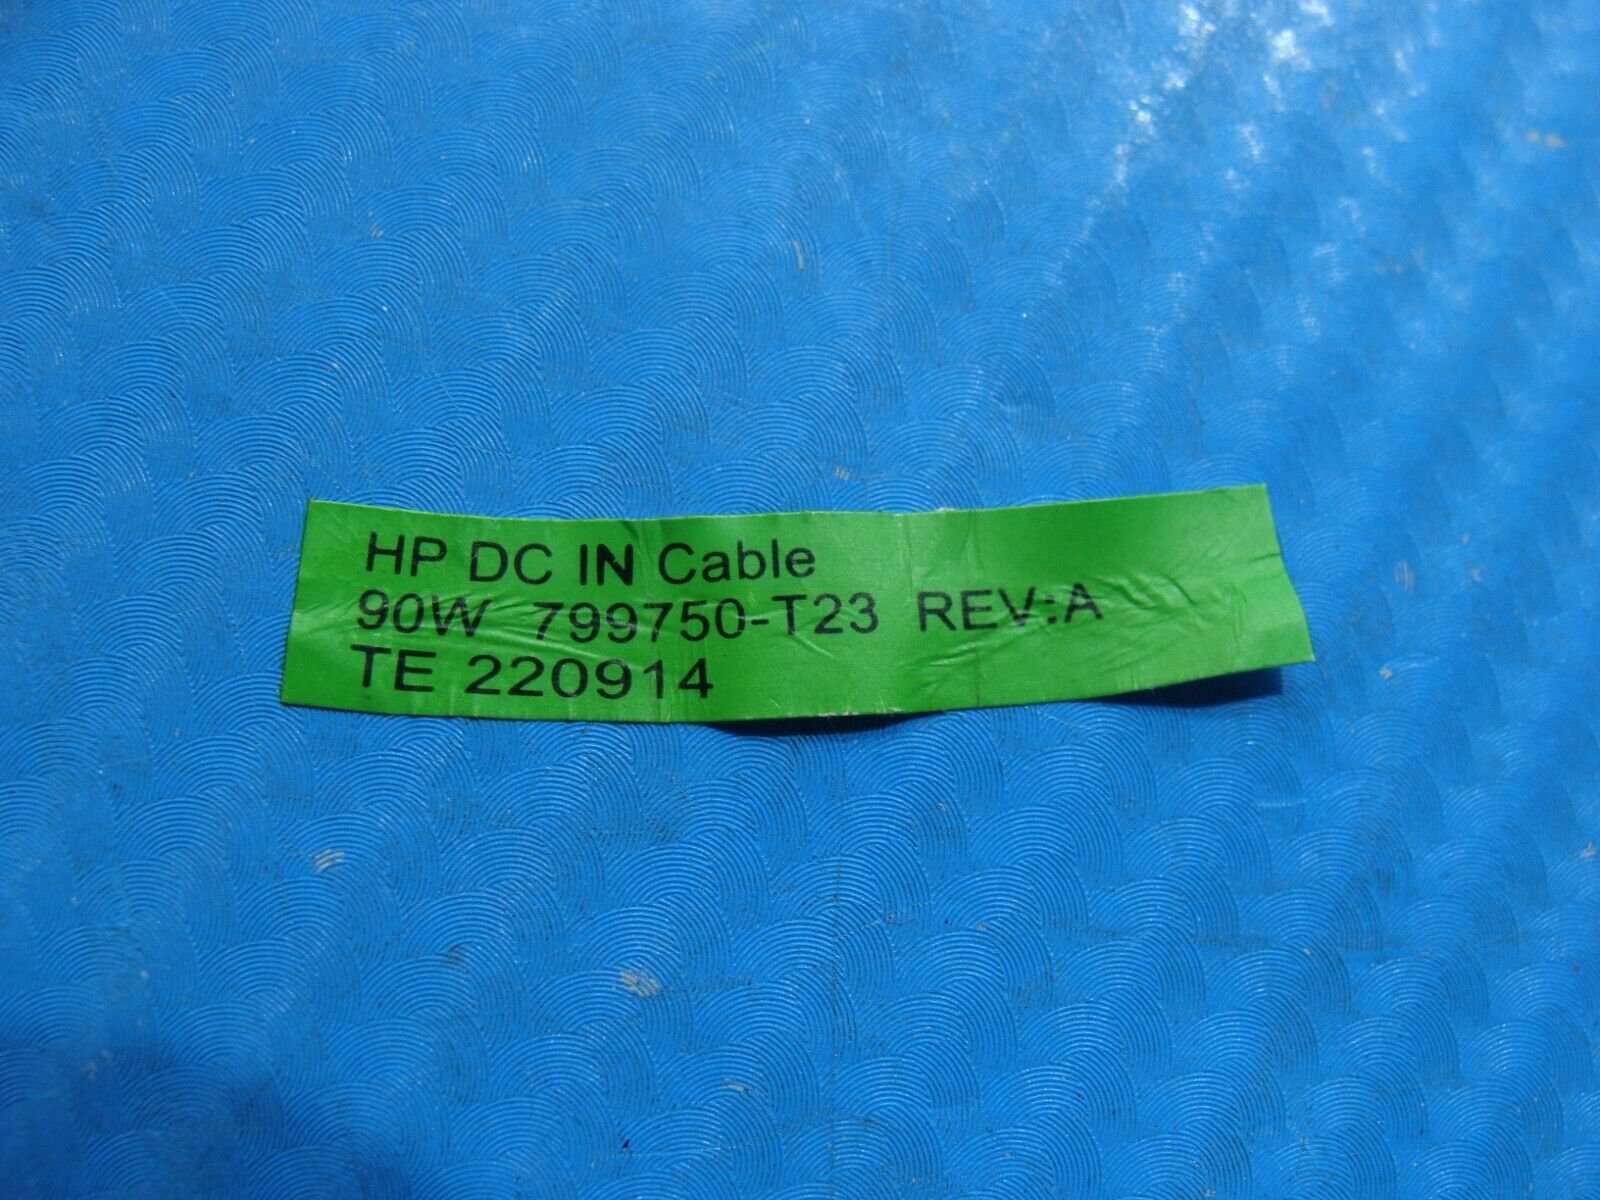 HP DC IN Cable
90W 799750-T23 REV:A
TE 220914